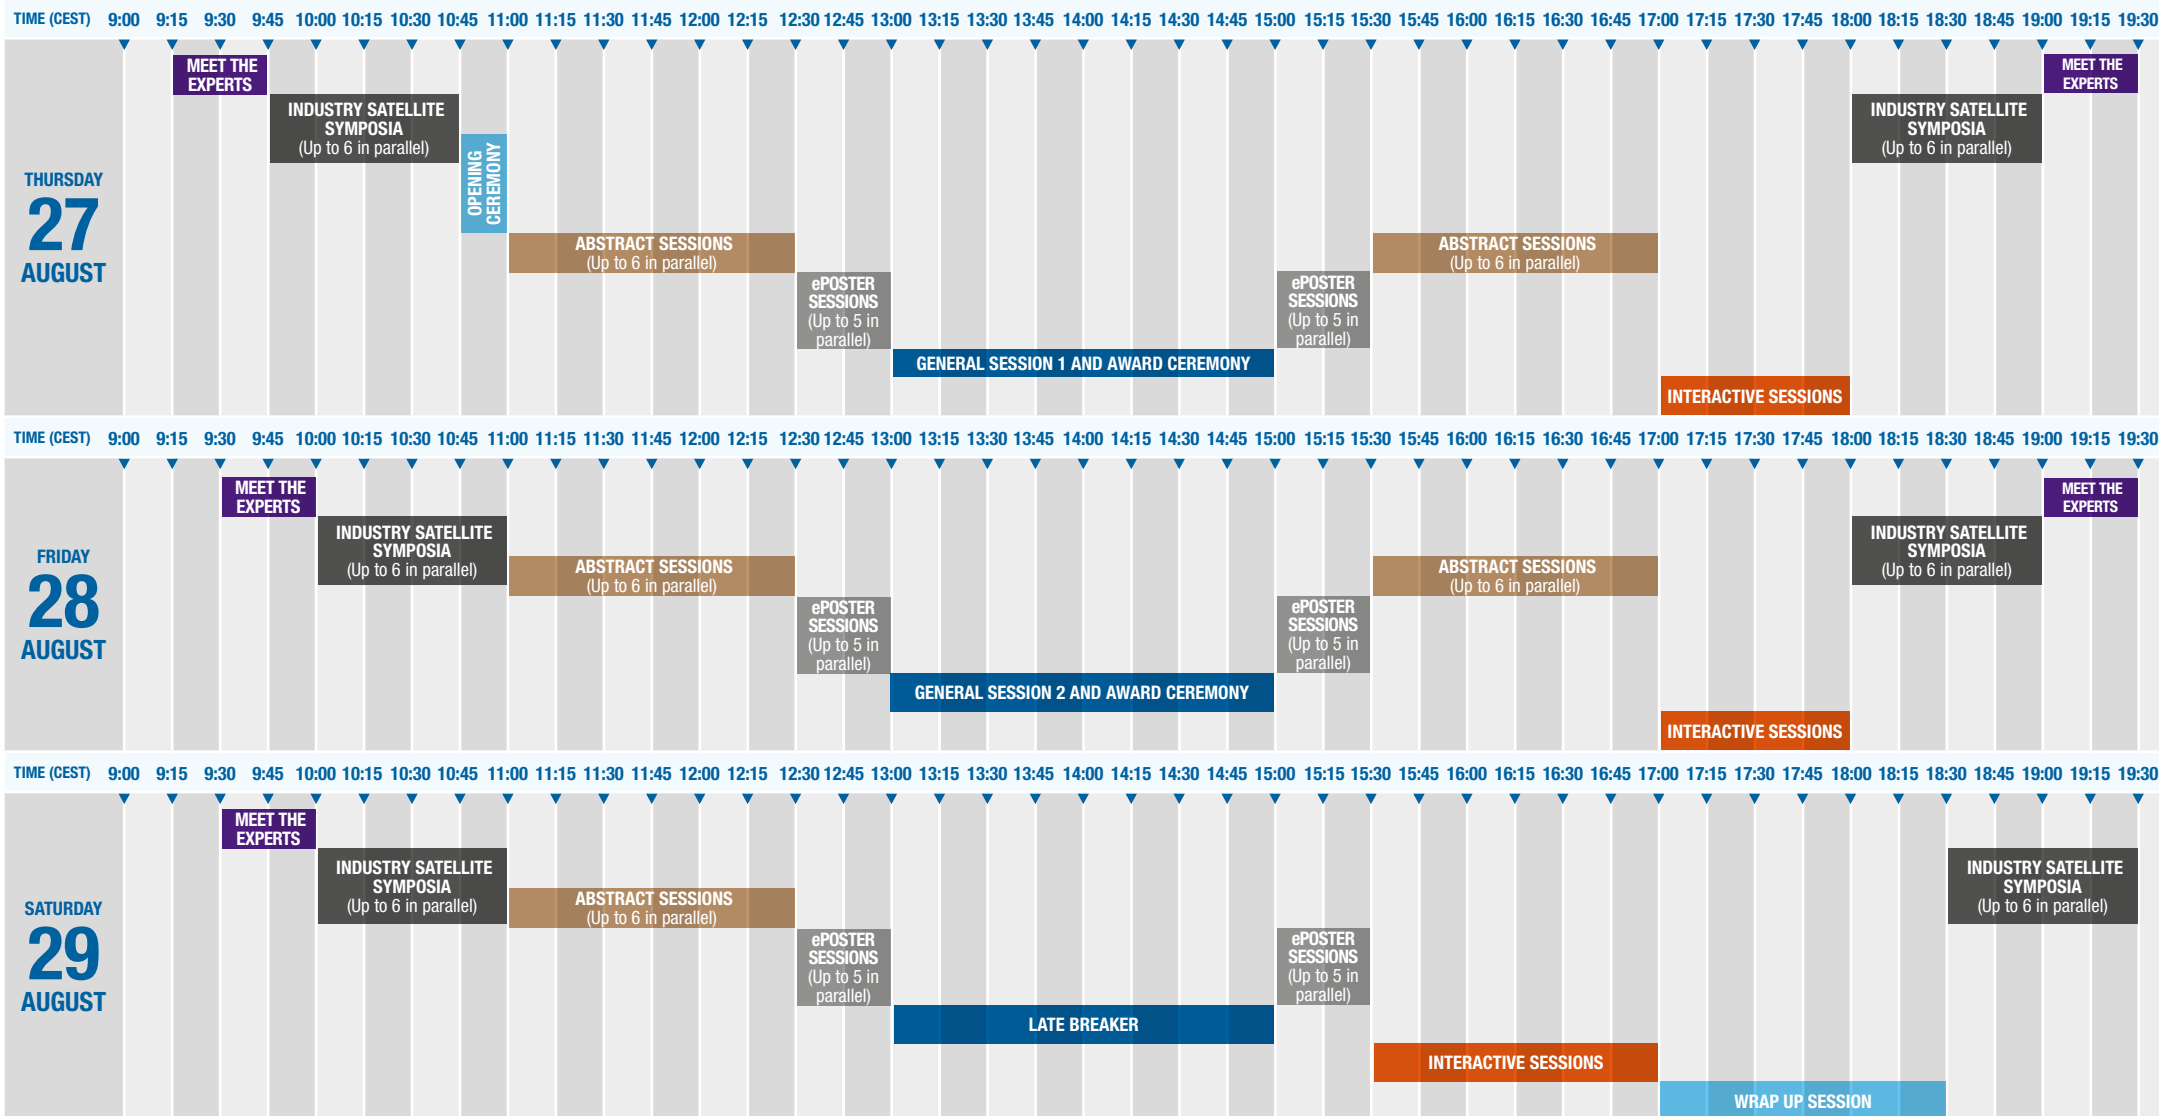 TIME (CEST) 9:00 9:15 9:30 9:45 10:00 10:15 10:30 10:45 11:00 11:15 11:30 11:45 12:00 12:15 12:30 12:45 13:00 13:15 13:30 13:45 14:00 14:15 14:30 14:45 15:00 15:15 15:30 15:45 16:00 16:15 16:30 16:45 17:00 17:15 17:30 17:45 18:00 18:15 18:30 18:45 19:00 19:15 19:30
THURSDAY
27
AUGUST
MEET THE
EXPERTS
INDUSTRY SATELLITE
SYMPOSIA
(Up to 6 in parallel)
OPENING
CEREMONY
ABSTRACT SESSIONS
(Up to 6 in parallel)
ePOSTER
SESSIONS
(Up to 5 in
parallel)
GENERAL SESSION 1 AND AWARD CEREMONY
ePOSTER
SESSIONS
(Up to 5 in
parallel)
ABSTRACT SESSIONS
(Up to 6 in parallel)
INTERACTIVE SESSIONS
INDUSTRY SATELLITE
SYMPOSIA
(Up to 6 in parallel)
MEET THE
EXPERTS
TIME (CEST) 9:00 9:15 9:30 9:45 10:00 10:15 10:30 10:45 11:00 11:15 11:30 11:45 12:00 12:15 12:30 12:45 13:00 13:15 13:30 13:45 14:00 14:15 14:30 14:45 15:00 15:15 15:30 15:45 16:00 16:15 16:30 16:45 17:00 17:15 17:30 17:45 18:00 18:15 18:30 18:45 19:00 19:15 19:30
FRIDAY
28
AUGUST
MEET THE
EXPERTS
INDUSTRY SATELLITE
SYMPOSIA
(Up to 6 in parallel)
ABSTRACT SESSIONS
(Up to 6 in parallel)
ePOSTER
SESSIONS
(Up to 5 in
parallel)
GENERAL SESSION 2 AND AWARD CEREMONY
ePOSTER
SESSIONS
(Up to 5 in
parallel)
ABSTRACT SESSIONS
(Up to 6 in parallel)
INTERACTIVE SESSIONS
INDUSTRY SATELLITE
SYMPOSIA
(Up to 6 in parallel)
MEET THE
EXPERTS
TIME (CEST) 9:00 9:15 9:30 9:45 10:00 10:15 10:30 10:45 11:00 11:15 11:30 11:45 12:00 12:15 12:30 12:45 13:00 13:15 13:30 13:45 14:00 14:15 14:30 14:45 15:00 15:15 15:30 15:45 16:00 16:15 16:30 16:45 17:00 17:15 17:30 17:45 18:00 18:15 18:30 18:45 19:00 19:15 19:30
SATURDAY
29
AUGUST
MEET THE
EXPERTS
INDUSTRY SATELLITE
SYMPOSIA
(Up to 6 in parallel)
ABSTRACT SESSIONS
(Up to 6 in parallel)
ePOSTER
SESSIONS
(Up to 5 in
parallel)
LATE BREAKER
ePOSTER
SESSIONS
(Up to 5 in
parallel)
INTERACTIVE SESSIONS
WRAP UP SESSION
INDUSTRY SATELLITE
SYMPOSIA
(Up to 6 in parallel)